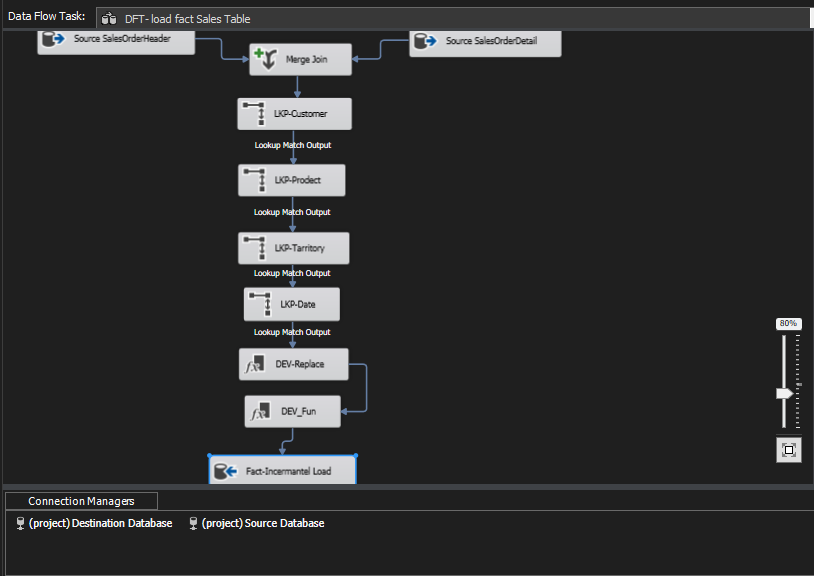 Data Flow Task: DFT- load fact Sales Table
Source SalesOrderHeader
Source SalesOrderDetail
Merge Join
LKP-Customer
Lookup Match Output
LKP-Prodect
Lookup Match Output
LKP-Tarritory
Lookup Match Output
LKP-Date
80%
Lookup Match Output
fx DEV-Replace
fx DEV_Fun
Fact-Incermantel Load
Connection Managers
(project) Destination Database (project) Source Database